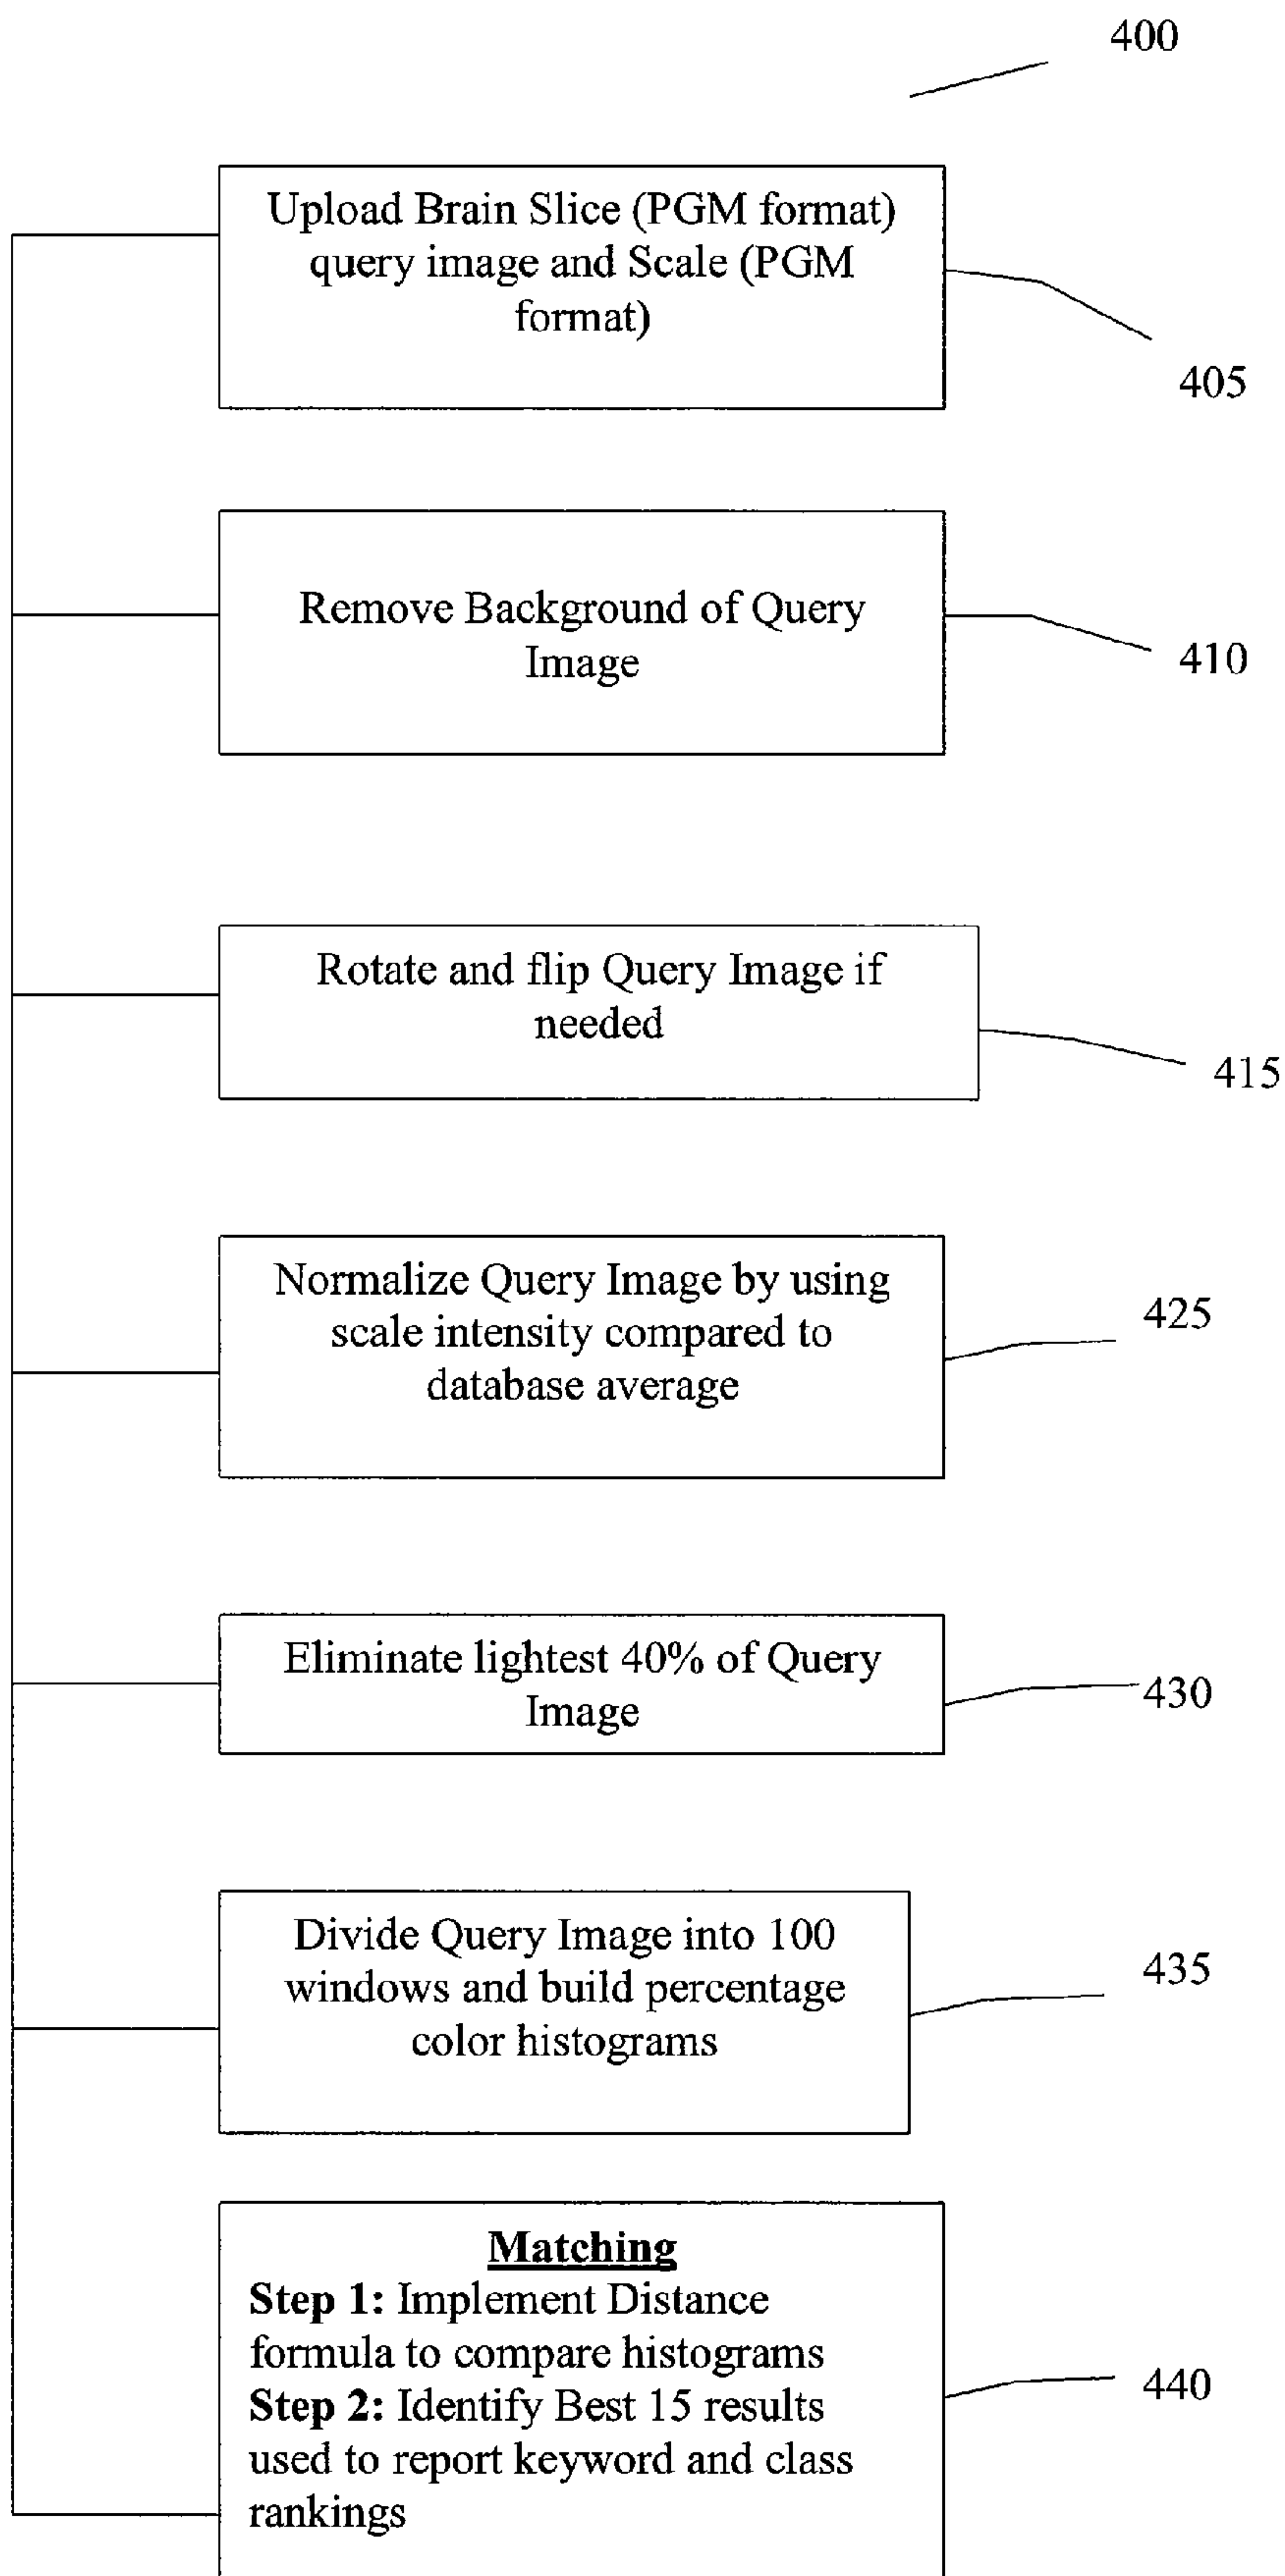 400
Upload Brain Slice (PGM format)
query image and Scale (PGM
format)
405
Remove Background of Query
Image
410
Rotate and flip Query Image if
needed
415
Normalize Query Image by using
scale intensity compared to
database average
425
Eliminate lightest 40% of Query
Image
430
Divide Query Image into 100
windows and build percentage
color histograms
435
Matching
Step 1: Implement Distance
formula to compare histograms
Step 2: Identify Best 15 results
used to report keyword and class
rankings
440